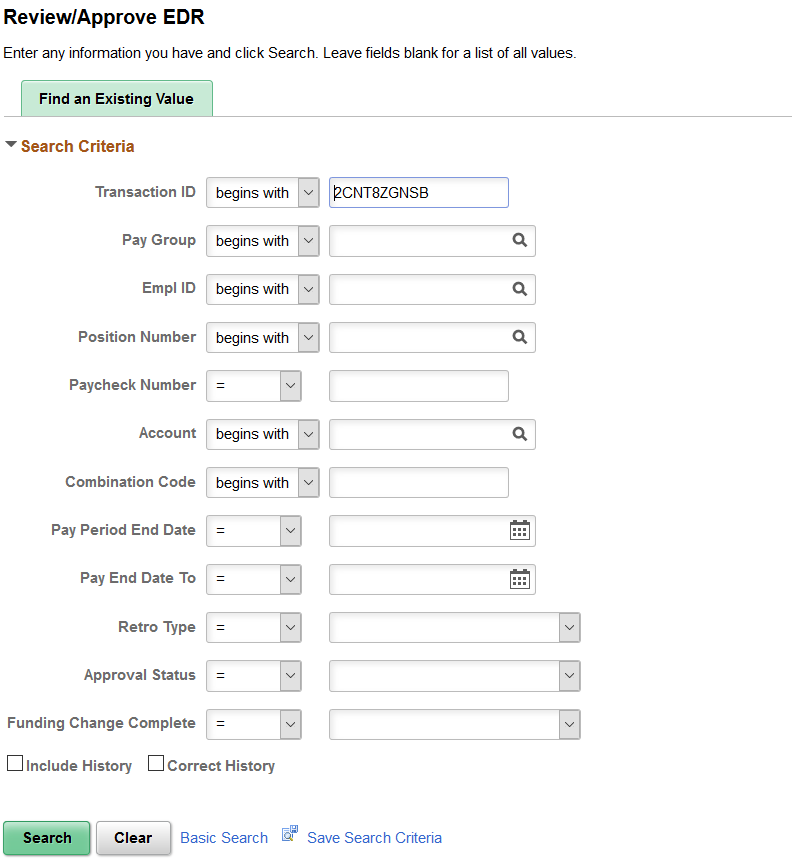 Review/Approve EDR
Enter any information you have and click Search. Leave fields blank for a list of all values.
Find an Existing Value
Search Criteria
Transaction ID begins with 2CNT8ZGNSB
Pay Group begins with
Empl ID begins with
Position Number begins with
Paycheck Number =
Account begins with
Combination Code begins with
Pay Period End Date =
Pay End Date To =
Retro Type =
Approval Status =
Funding Change Complete =
Include History Correct History
Search Clear Basic Search Save Search Criteria